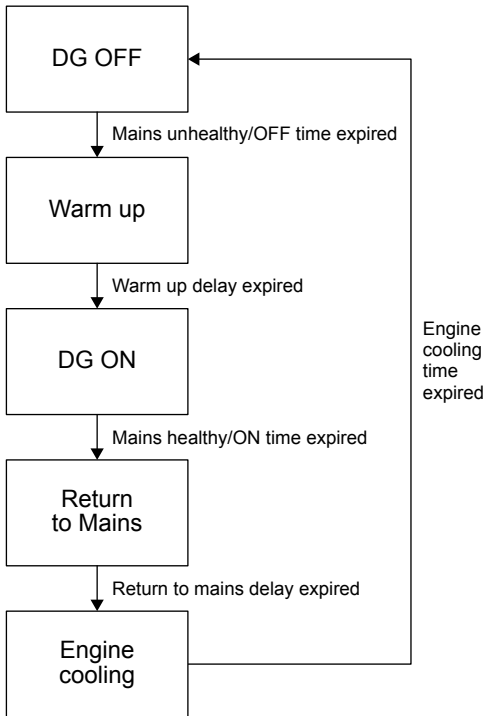 DG OFF
Mains unhealthy/OFF time expired
Warm up
Warm up delay expired
DG ON
Engine
cooling
time
expired
Mains healthy/ON time expired
Return
to Mains
Return to mains delay expired
Engine
cooling